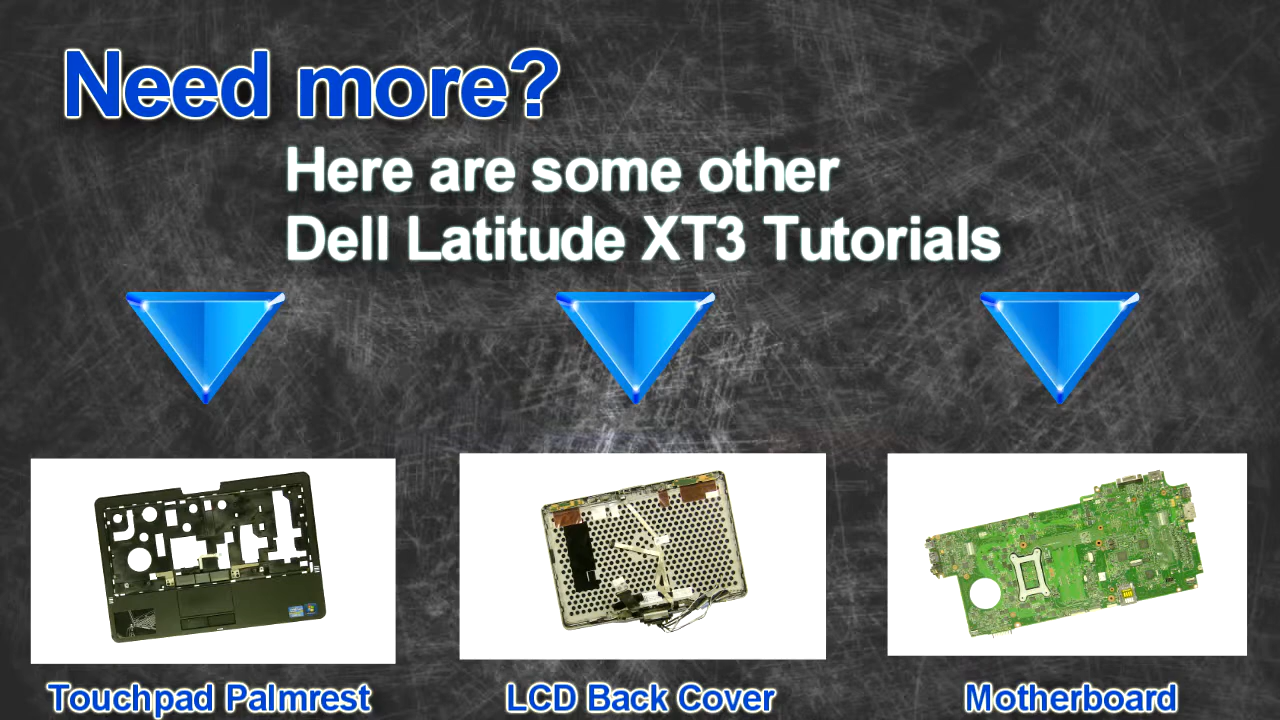 Need more?
Here are some other
Dell Latitude XT3 Tutorials
Touchpad Palmrest
LCD Back Cover
Motherboard